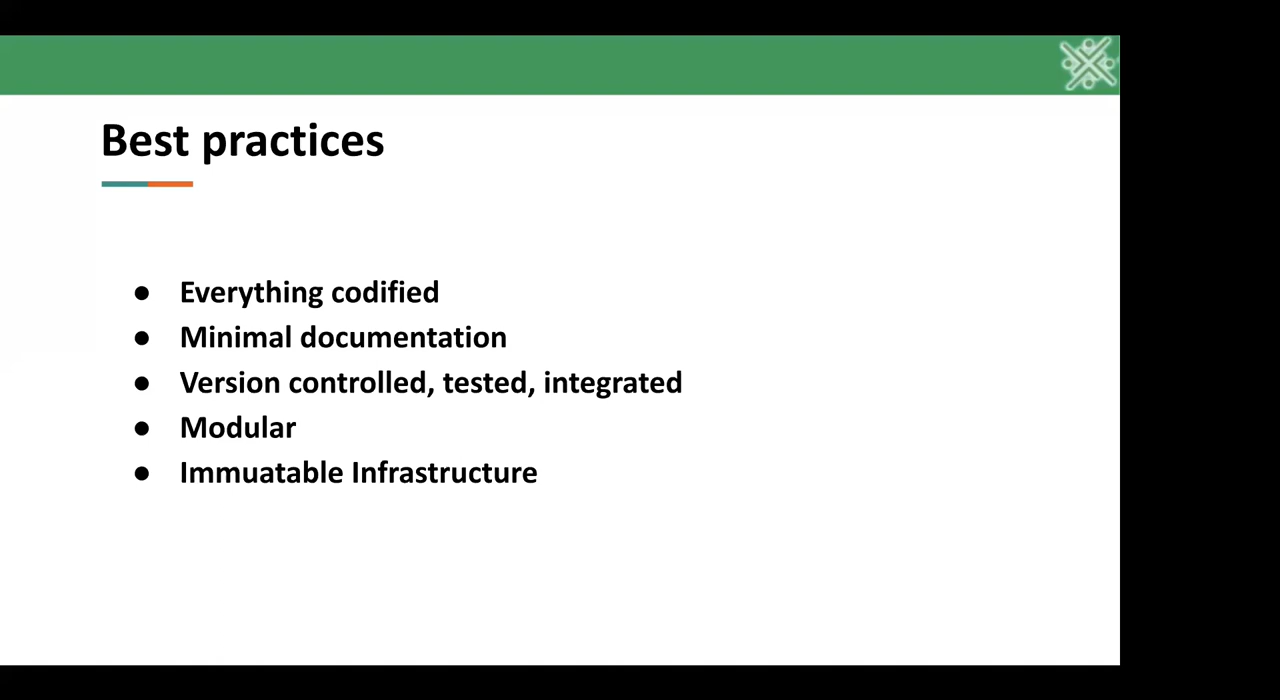 Best practices
● Everything codified
● Minimal documentation
● Version controlled, tested, integrated
● Modular
● Immuatable Infrastructure